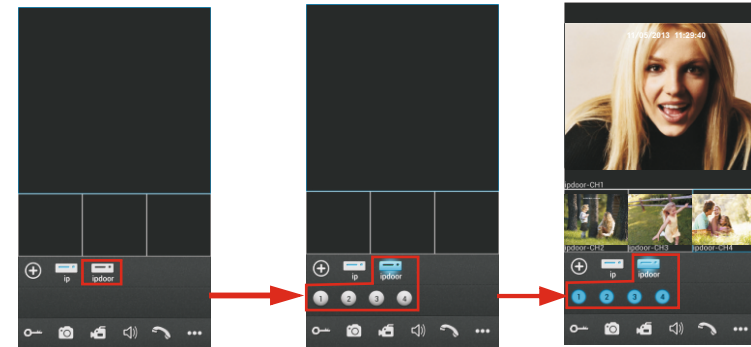 ip ipdoor
ip ipdoor
1 2 3 4
11/05/2013 11:29:40
ipdoor-CH1
ipdoor-CH2 ipdoor-CH3 ipdoor-CH4
ip ipdoor
1 2 3 4